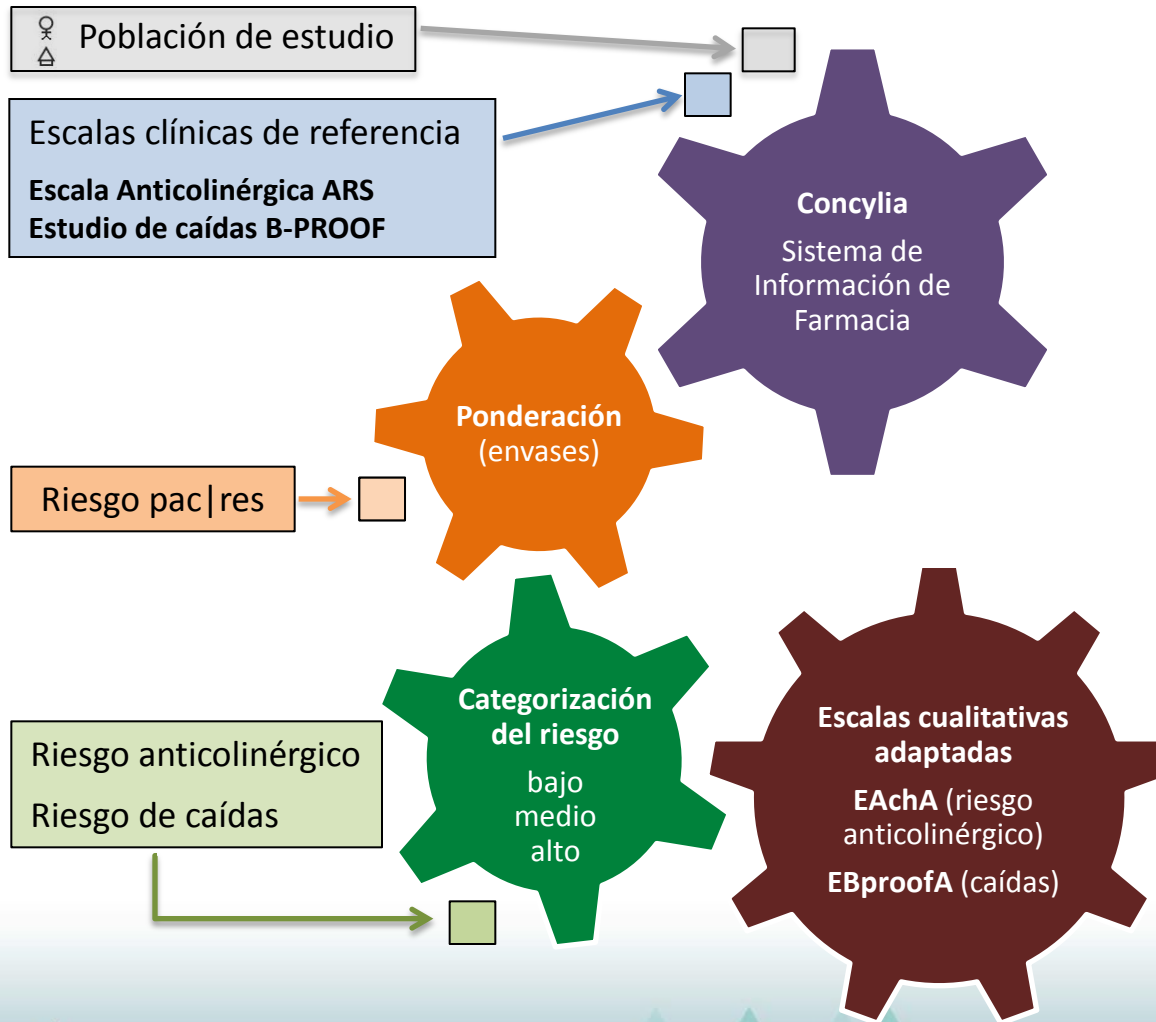 Población de estudio
Escalas clínicas de referencia
Escala Anticolinérgica ARS
Estudio de caídas B-PROOF
Concylia
Sistema de
Información de
Farmacia
Ponderación
(envases)
Riesgo pac|res
Categorización
del riesgo
bajo
medio
alto
Riesgo anticolinérgico
Riesgo de caídas
Escalas cualitativas
adaptadas
EAchA (riesgo
anticolinérgico)
EBproofA (caídas)